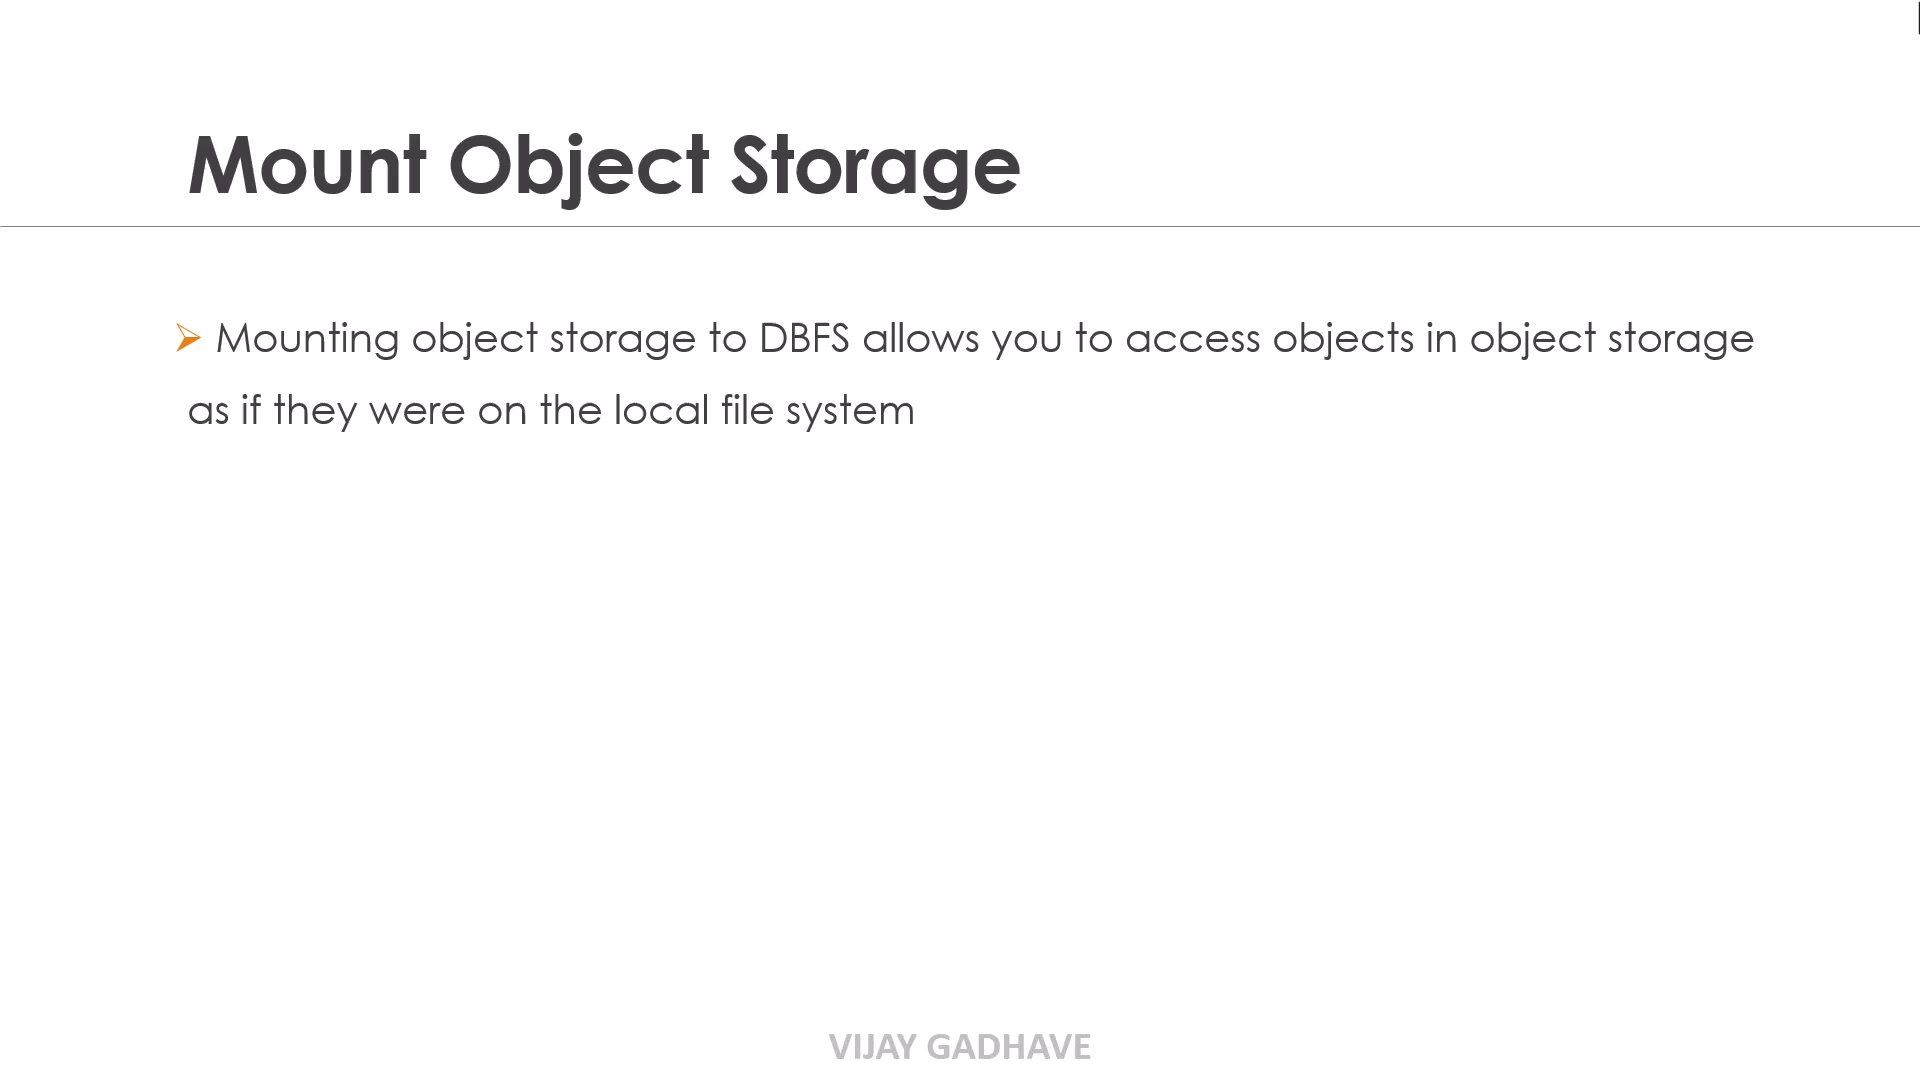 Mount Object Storage
Mounting object storage to DBFS allows you to access objects in object storage
as if they were on the local file system
VIJAY GADHAVE